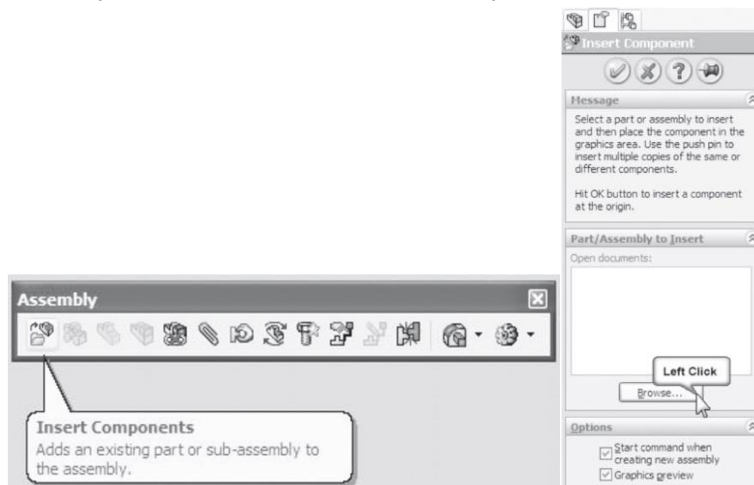 Assembly
Insert Components
Adds an existing part or sub-assembly to
the assembly.
Insert Component
Message
Select a part or assembly to insert
and then place the component in the
graphics area. Use the push pin to
insert multiple copies of the same or
different components.
Hit OK button to insert a component
at the origin.
Part/Assembly to Insert
Open documents:
Left Click
Browse...
Options
Start command when
creating new assembly
Graphics preview